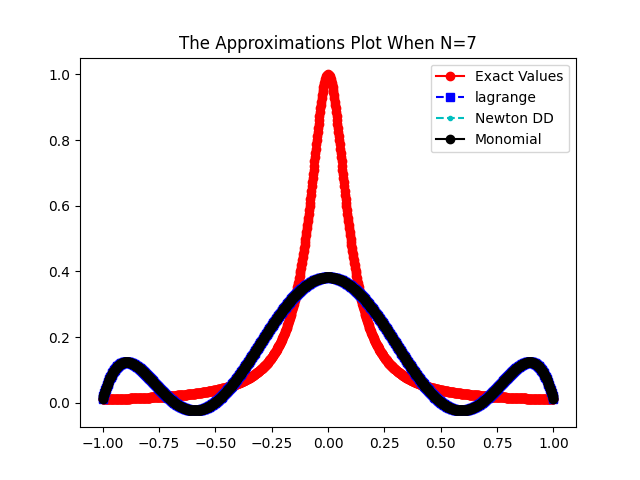 The Approximations Plot When N=7
Exact Values
lagrange
Newton DD
Monomial
1.0
0.8
0.6
0.4
0.2
0.0
−1.00 −0.75 −0.50 −0.25 0.00 0.25 0.50 0.75 1.00